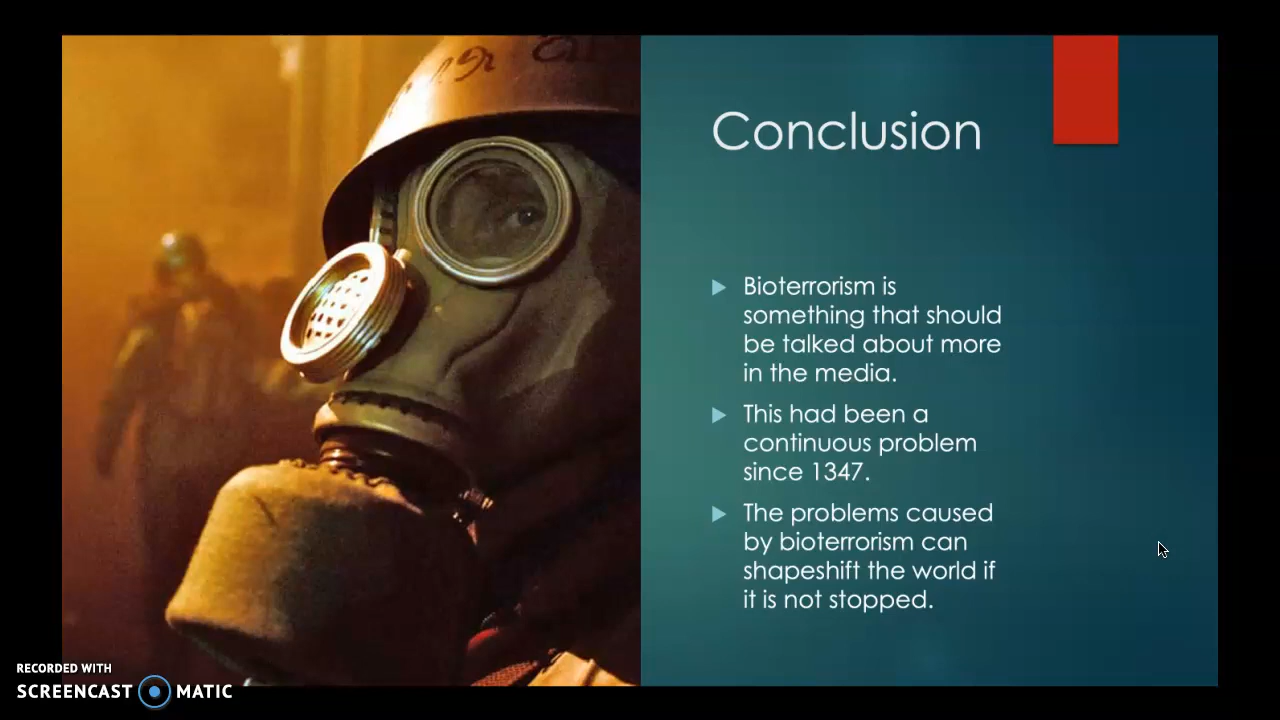 Conclusion
Bioterrorism is
something that should
be talked about more
in the media.
This had been a
continuous problem
since 1347.
The problems caused
by bioterrorism can
shapeshift the world if
it is not stopped.
RECORDED WITH
SCREENCAST MATIC